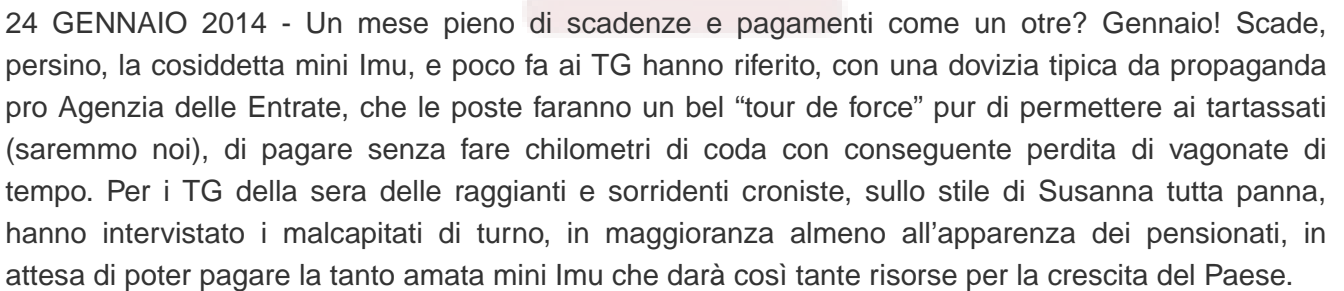 24 GENNAIO 2014 - Un mese pieno di scadenze e pagamenti come un otre? Gennaio! Scade,
persino, la cosiddetta mini Imu, e poco fa ai TG hanno riferito, con una dovizia tipica da propaganda
pro Agenzia delle Entrate, che le poste faranno un bel “tour de force” pur di permettere ai tartassati
(saremmo noi), di pagare senza fare chilometri di coda con conseguente perdita di vagonate di
tempo. Per i TG della sera delle raggianti e sorridenti croniste, sullo stile di Susanna tutta panna,
hanno intervistato i malcapitati di turno, in maggioranza almeno all’apparenza dei pensionati, in
attesa di poter pagare la tanto amata mini Imu che darà così tante risorse per la crescita del Paese.